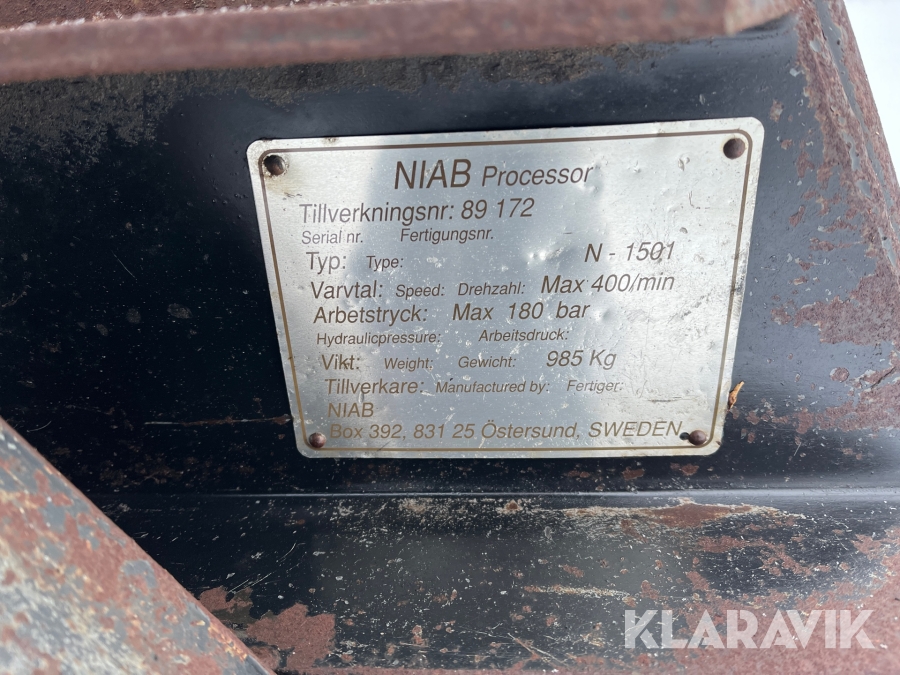 NIAB Processor
Tillverkningsnr: 89 172
Serial nr. Fertigungsnr.
Typ: Type: N - 1501
Varvtal: Speed: Drehzahl: Max 400/min
Arbetstryck: Max 180 bar
Hydraulicpressure: Arbeitsdruck:
Vikt: Weight: Gewicht: 985 Kg
Tillverkare: Manufactured by: Fertiger:
NIAB
Box 392, 831 25 Östersund, SWEDEN
KLARAVIK